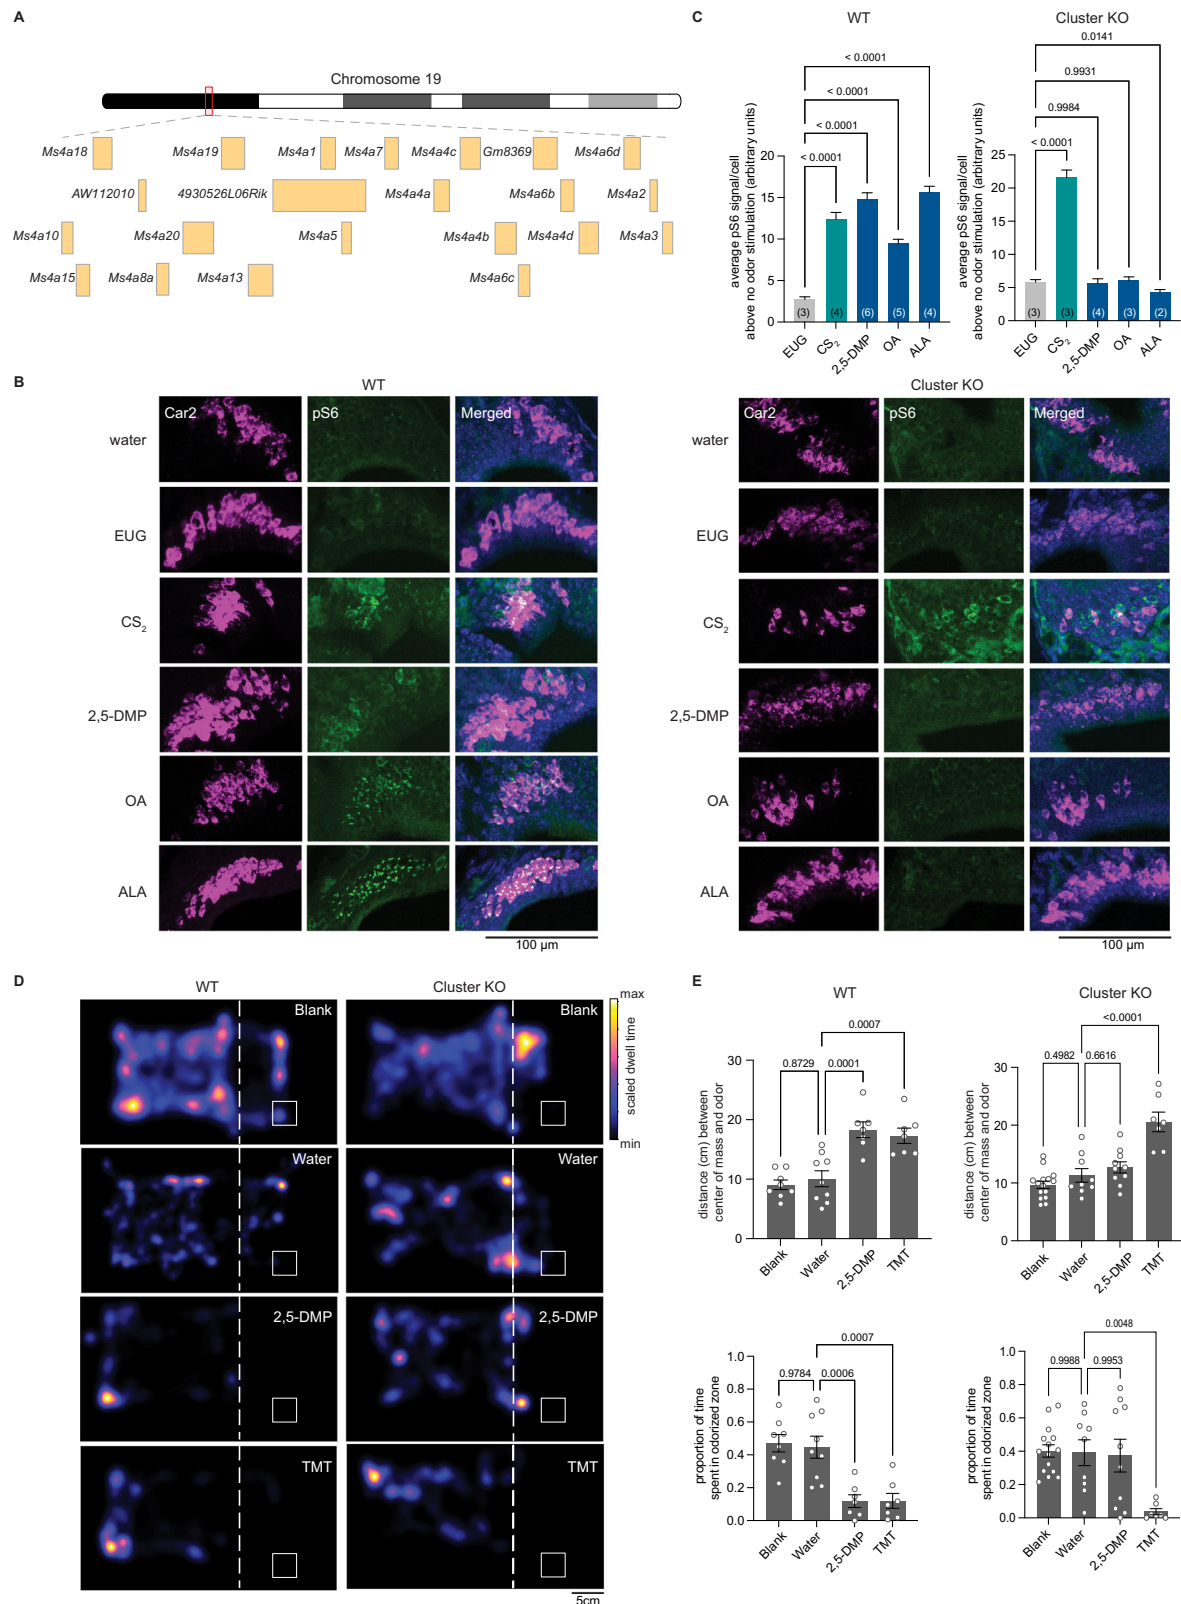 A
Chromosome 19
Ms4a18
Ms4a19
Ms4a1
Ms4a7
Ms4a4c
Gm8369
Ms4a6d
AW112010
4930526L06Rik
Ms4a4a
Ms4a6b
Ms4a2
Ms4a10
Ms4a20
Ms4a5
Ms4a4b
Ms4a4d
Ms4a3
Ms4a15
Ms4a8a
Ms4a13
Ms4a6c
C
WT
average pS6 signal/cell
above no odor stimulation (arbitrary units)
20
15
10
5
0
< 0.0001
< 0.0001
< 0.0001
< 0.0001
(3)
(4)
(6)
(5)
(4)
EUG
CS2
2,5-DMP
OA
ALA
Cluster KO
average pS6 signal/cell
above no odor stimulation (arbitrary units)
25
20
15
10
5
0
0.0141
0.9931
0.9984
<0.0001
(3)
(3)
(4)
(3)
(2)
EUG
CS2
2,5-DMP
OA
ALA
B
WT
Car2
pS6
Merged
water
EUG
CS2
2,5-DMP
OA
ALA
100 µm
Cluster KO
Car2
pS6
Merged
water
EUG
CS2
2,5-DMP
OA
ALA
100 µm
D
WT
Cluster KO
Blank
Blank
max
scaled dwell time
min
Water
Water
2,5-DMP
2,5-DMP
TMT
TMT
5cm
E
WT
distance (cm) between
center of mass and odor
30
20
10
0
0.0007
0.8729
0.0001
Blank
Water
2,5-DMP
TMT
Cluster KO
distance (cm) between
center of mass and odor
30
20
10
0
<0.0001
0.4982
0.6616
Blank
Water
2,5-DMP
TMT
proportion of time
spent in odorized zone
1.0
0.8
0.6
0.4
0.2
0.0
0.0007
0.9784
0.0006
Blank
Water
2,5-DMP
TMT
proportion of time
spent in odorized zone
1.0
0.8
0.6
0.4
0.2
0.0
0.0048
0.9988
0.9953
Blank
Water
2,5-DMP
TMT